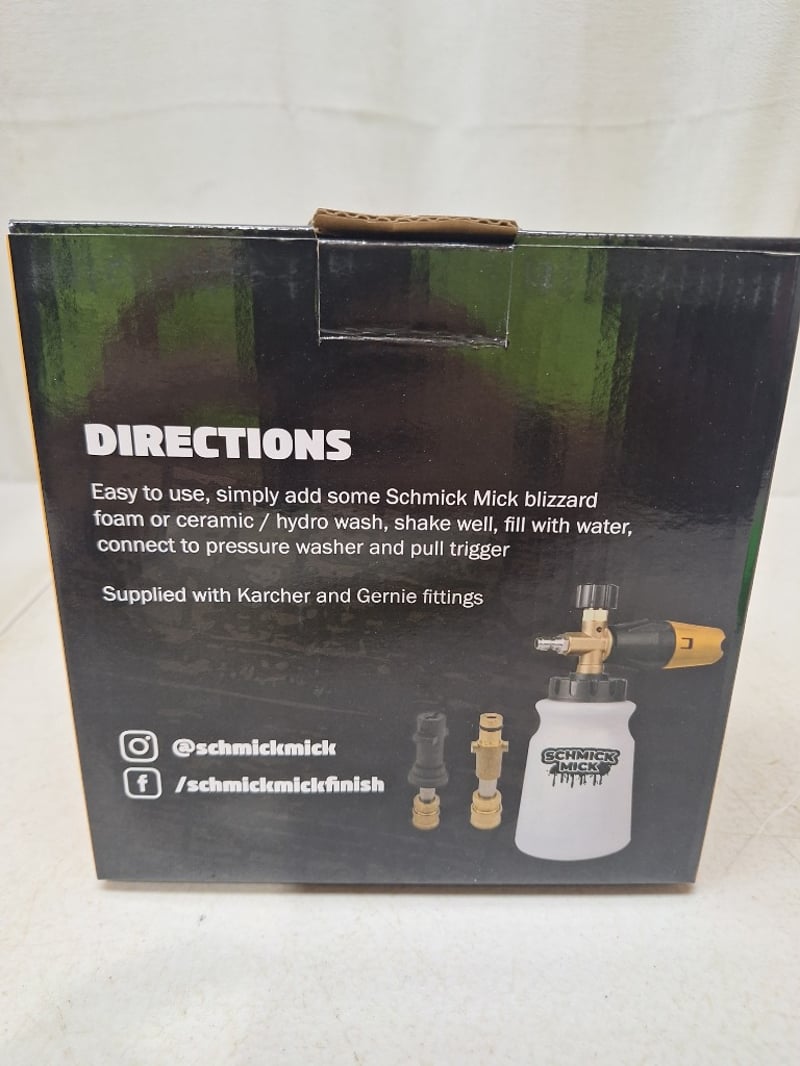 DIRECTIONS
Easy to use, simply add some Schmick Mick blizzard
foam or ceramic / hydro wash, shake well, fill with water,
connect to pressure washer and pull trigger
Supplied with Karcher and Gernie fittings
@schmickmick
/schmickmickfinish
SCHMICK
MICK